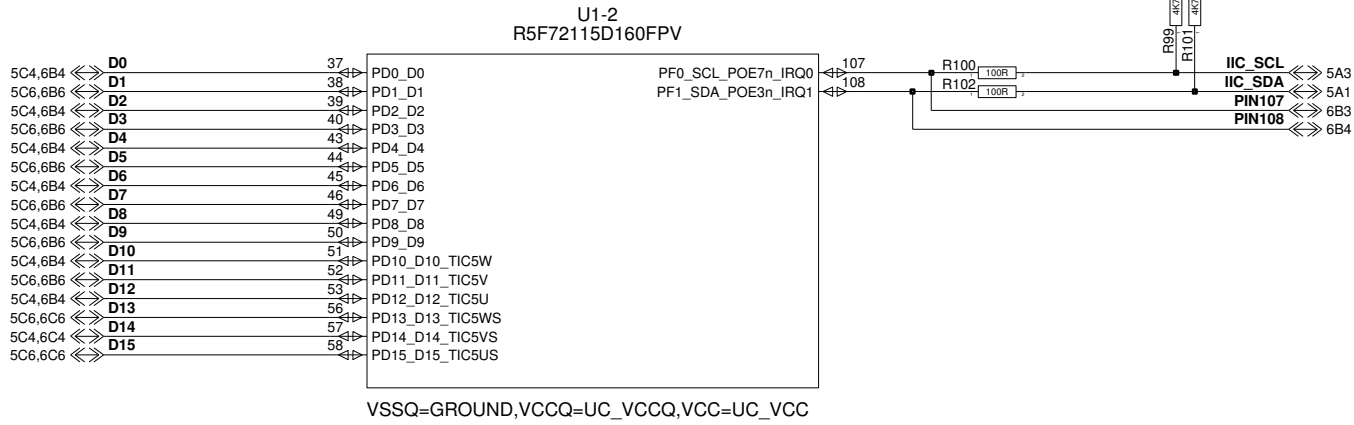 U1-2
R5F72115D160FPV
4K7 4K7
R99 R101
5C4,6B4 D0 37 PD0_D0 PF0_SCL_POE7n_IRQ0 107 R100 100R IIC_SCL 5A3
5C6,6B6 D1 38 PD1_D1 PF1_SDA_POE3n_IRQ1 108 R102 100R IIC_SDA 5A1
5C4,6B4 D2 39 PD2_D2 PIN107 6B3
5C6,6B6 D3 40 PD3_D3 PIN108 6B4
5C4,6B4 D4 43 PD4_D4
5C6,6B6 D5 44 PD5_D5
5C4,6B4 D6 45 PD6_D6
5C6,6B6 D7 46 PD7_D7
5C4,6B4 D8 49 PD8_D8
5C6,6B6 D9 50 PD9_D9
5C4,6B4 D10 51 PD10_D10_TIC5W
5C6,6B6 D11 52 PD11_D11_TIC5V
5C4,6B4 D12 53 PD12_D12_TIC5U
5C6,6C6 D13 56 PD13_D13_TIC5WS
5C4,6C4 D14 57 PD14_D14_TIC5VS
5C6,6C6 D15 58 PD15_D15_TIC5US
VSSQ=GROUND,VCCQ=UC_VCCQ,VCC=UC_VCC